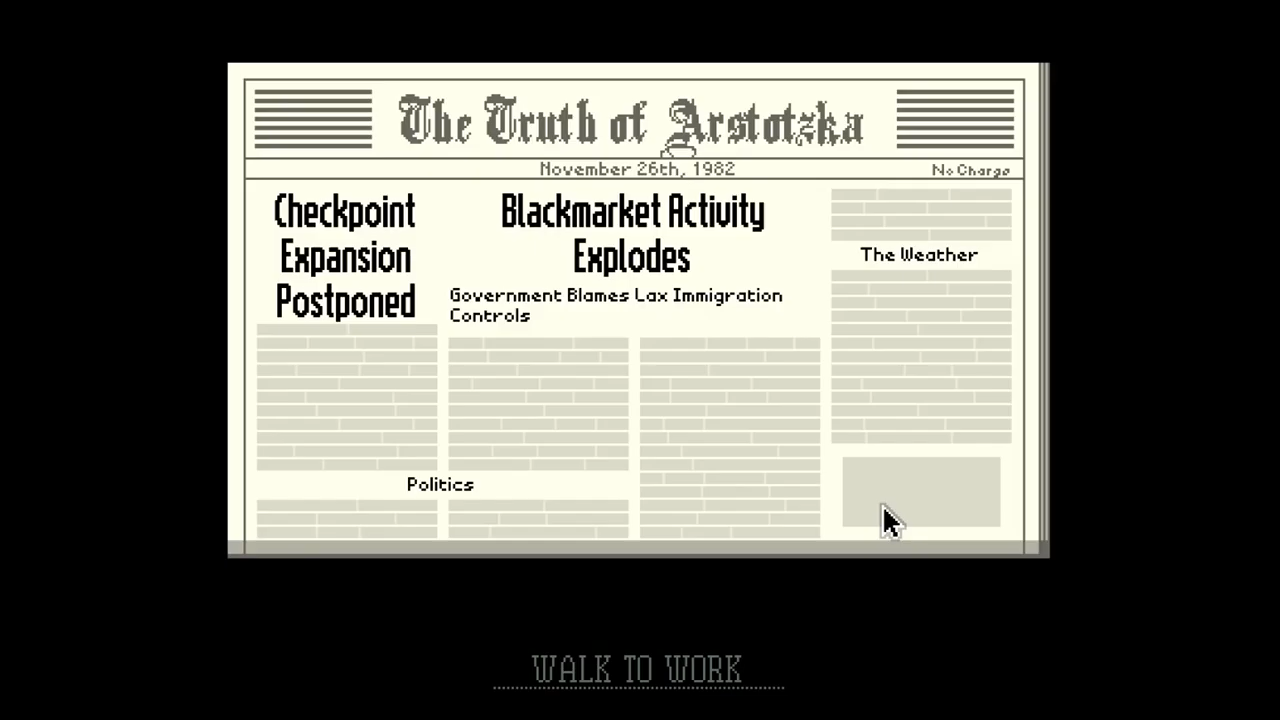 The Truth of Arstotzka
November 26th, 1982
No Charge
Checkpoint
Expansion
Postponed
Blackmarket Activity
Explodes
Government Blames Lax Immigration
Controls
The Weather
Politics
WALK TO WORK